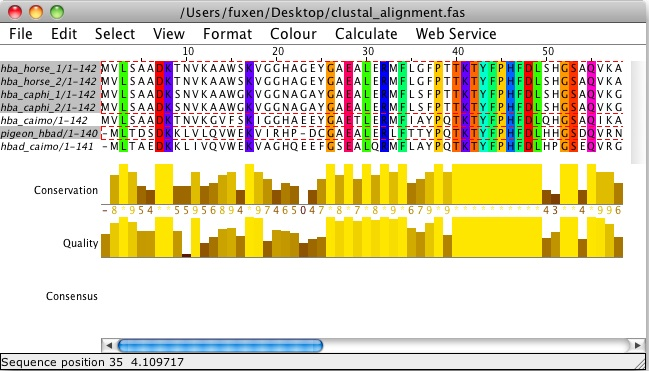 /Users/fuxen/Desktop/clustal_alignment.fas
File Edit Select View Format Colour Calculate Web Service
10 20 30 40 50
hba_horse_1/1-142 MVLSAADKTNVKAAWSKVGGHAGEYGAEALERMFLGFPTTKTYFPHFDLSHGSAQVKA
hba_horse_2/1-142 MVLSAADKTNVKAAWSKVGGHAGEYGAEALERMFLGFPTTKTYFPHFDLSHGSAQVKA
hba_caphi_1/1-142 MVLSAADKSNVKAAWGKVGGNAGAYGAEALERMFLSFPTTKTYFPHFDLSHGSAQVKG
hba_caphi_2/1-142 MVLSAADKSNVKAAWGKVGGNAGAYGAEALERMFLSFPTTKTYFPHFDLSHGSAQVKG
hba_caimo/1-142 MVLSAADKTNVKGVFSKIGGHAEEYGAETLERMFIAYPQTKTYFPHFDLSHGSAQIKA
pigeon_hbad/1-140 -MLTDSDKKLVLQVWEKVIRHP-DCGAEALERLFTTYPQTKTYFPHFDLHHGSDQVRN
hbad_caimo/1-141 -MLTAEDKKLIVQVWEKVAGHQEEFGSEALQRMFLAYPQTKTYFPHFDLHPGSEQVRG
Conservation
Quality
Consensus
Sequence position 35 4.109717